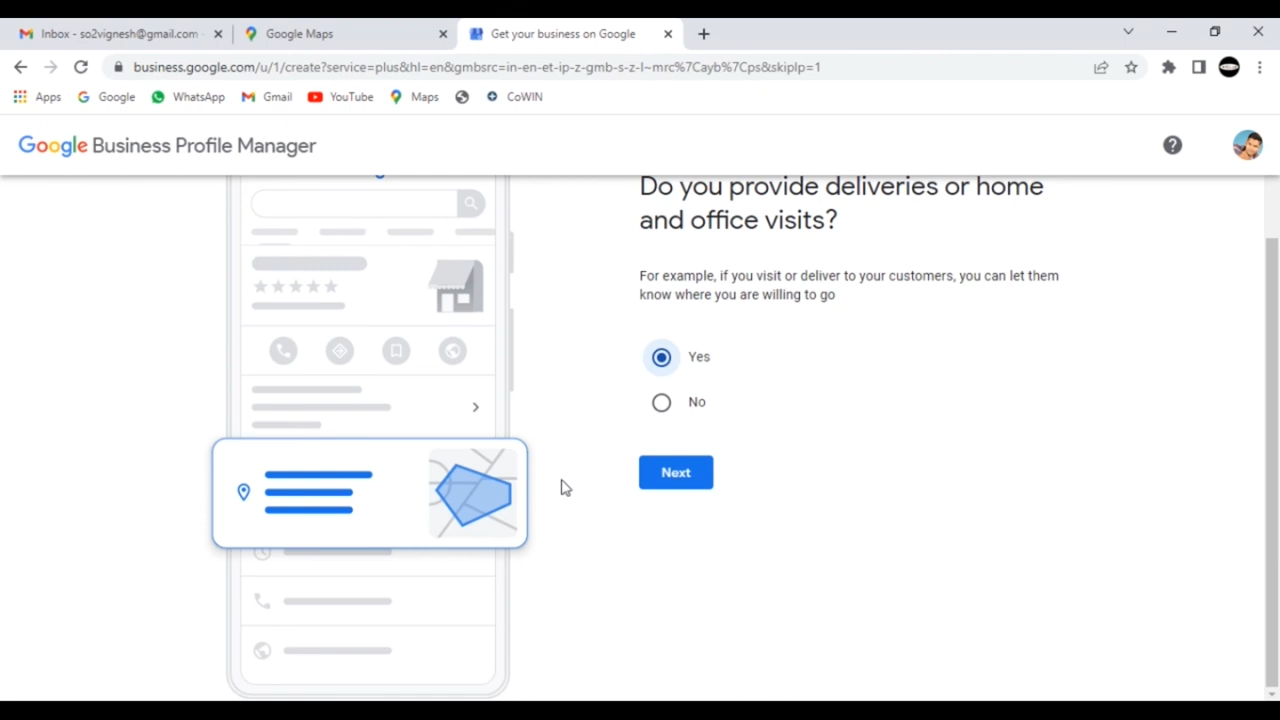 Inbox - so2vignesh@gmail.com
Google Maps
Get your business on Google
business.google.com/u/1/create?service=plus&hl=en&gmbsrc=in-en-et-ip-z-gmb-s-z-l~mrc%7Cayb%7Cps&skiplp=1
Apps Google WhatsApp Gmail YouTube Maps CoWIN
Google Business Profile Manager
Do you provide deliveries or home
and office visits?
For example, if you visit or deliver to your customers, you can let them
know where you are willing to go
Yes
No
Next